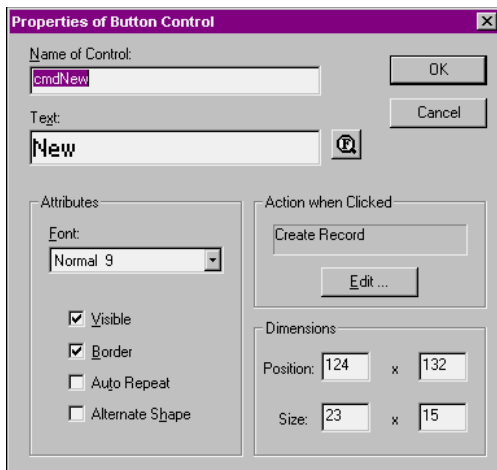 Properties of Button Control
Name of Control:
cmdNew
OK
Text:
Cancel
New
Attributes
Font:
Normal 9
Visible
Border
Auto Repeat
Alternate Shape
Action when Clicked
Create Record
Edit ...
Dimensions
Position: 124 x 132
Size: 23 x 15